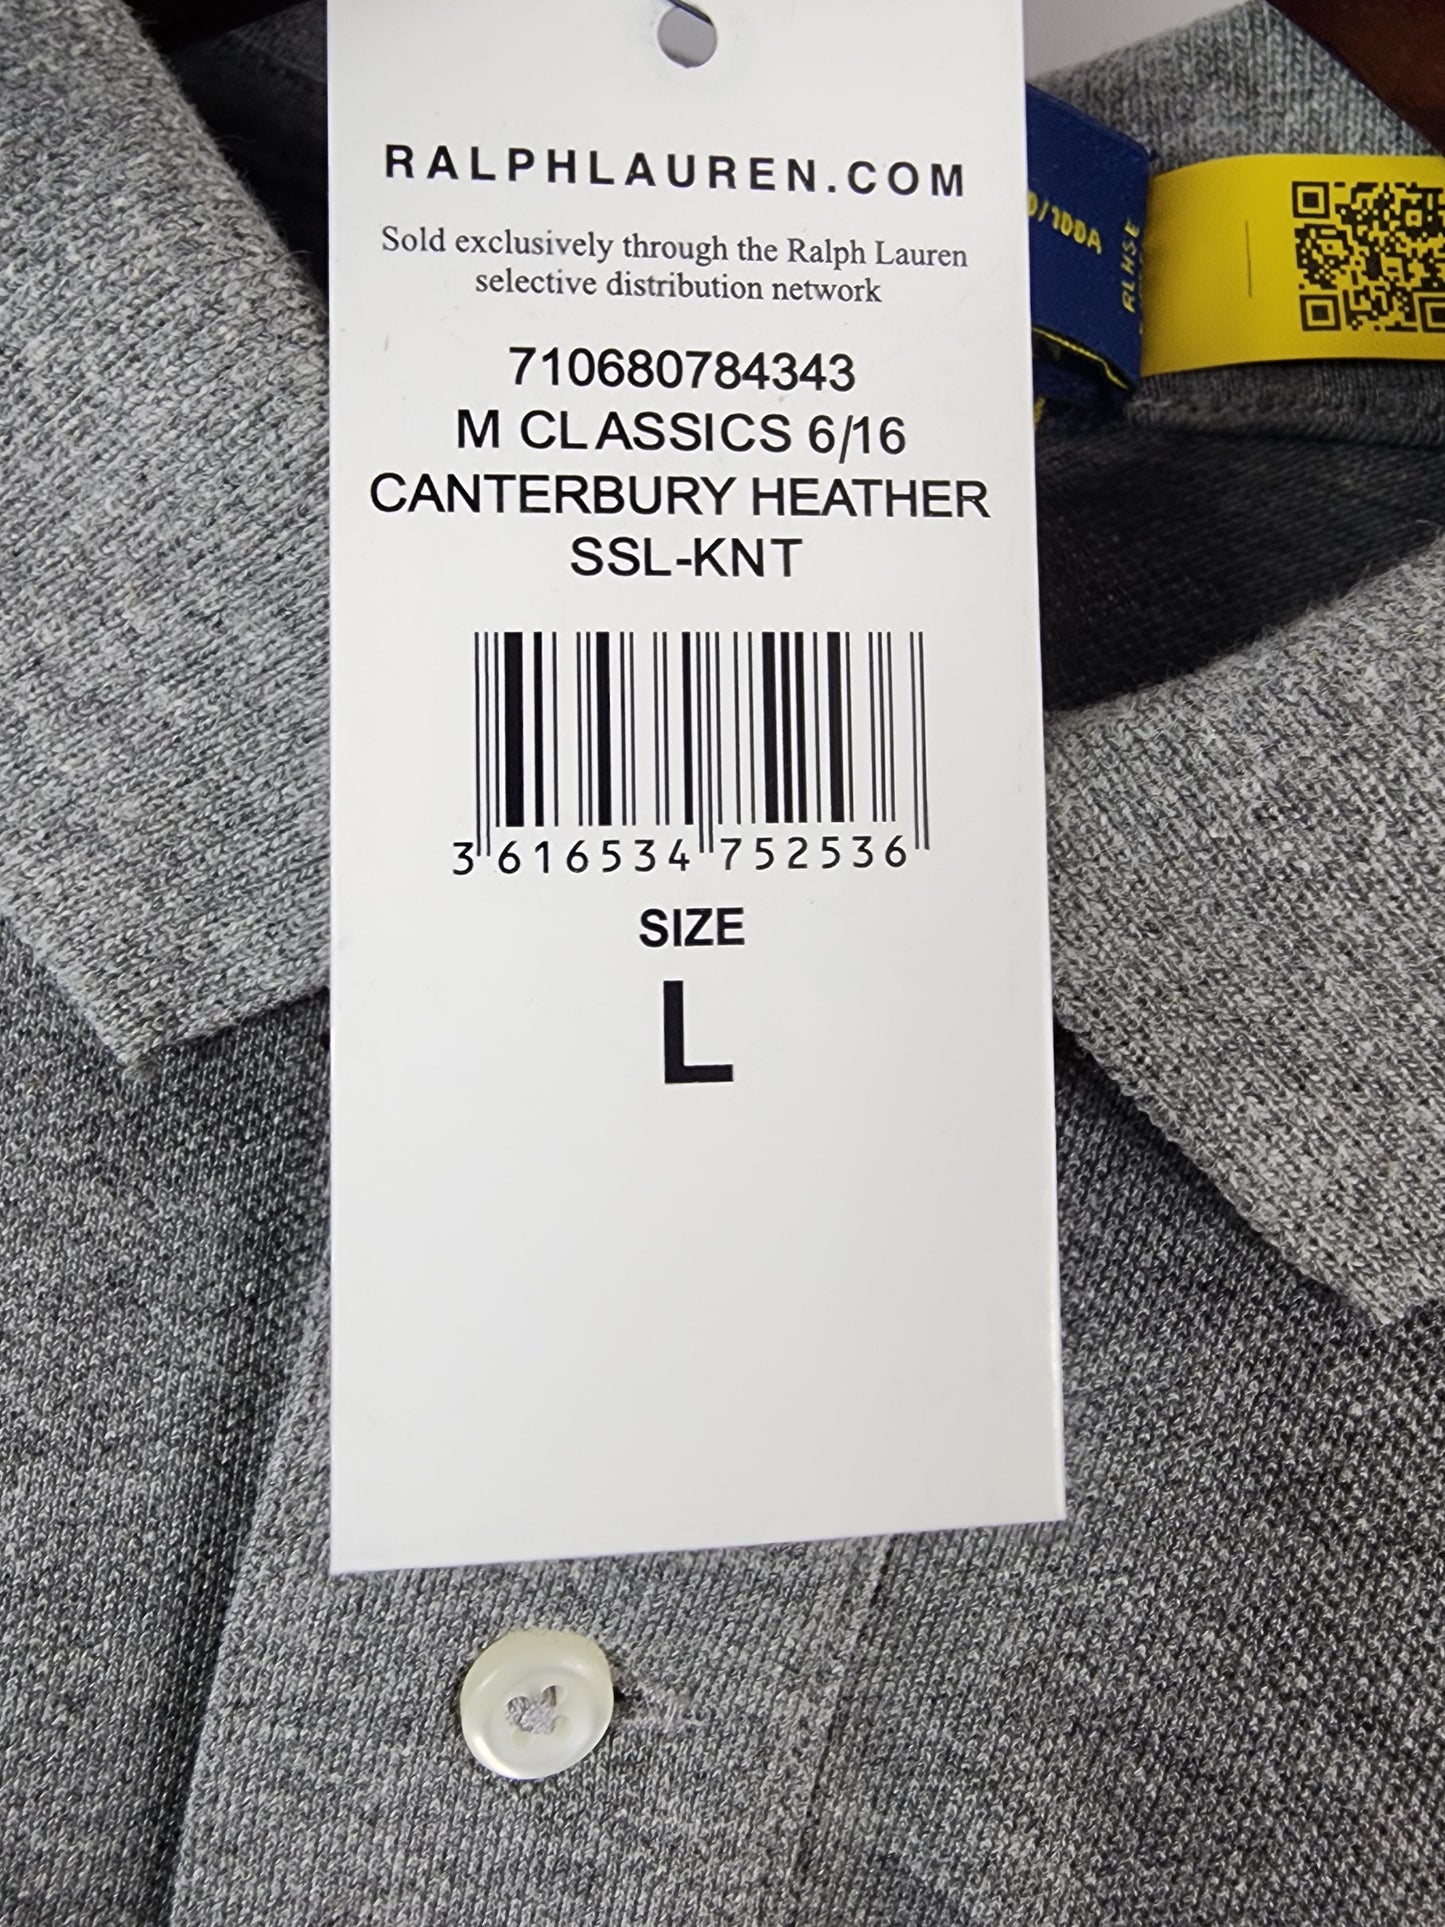 RALPHLAUREN.COM
Sold exclusively through the Ralph Lauren
selective distribution network
710680784343
M CLASSICS 6/16
CANTERBURY HEATHER
SSL-KNT
3 616534 752536
SIZE
L
/100A